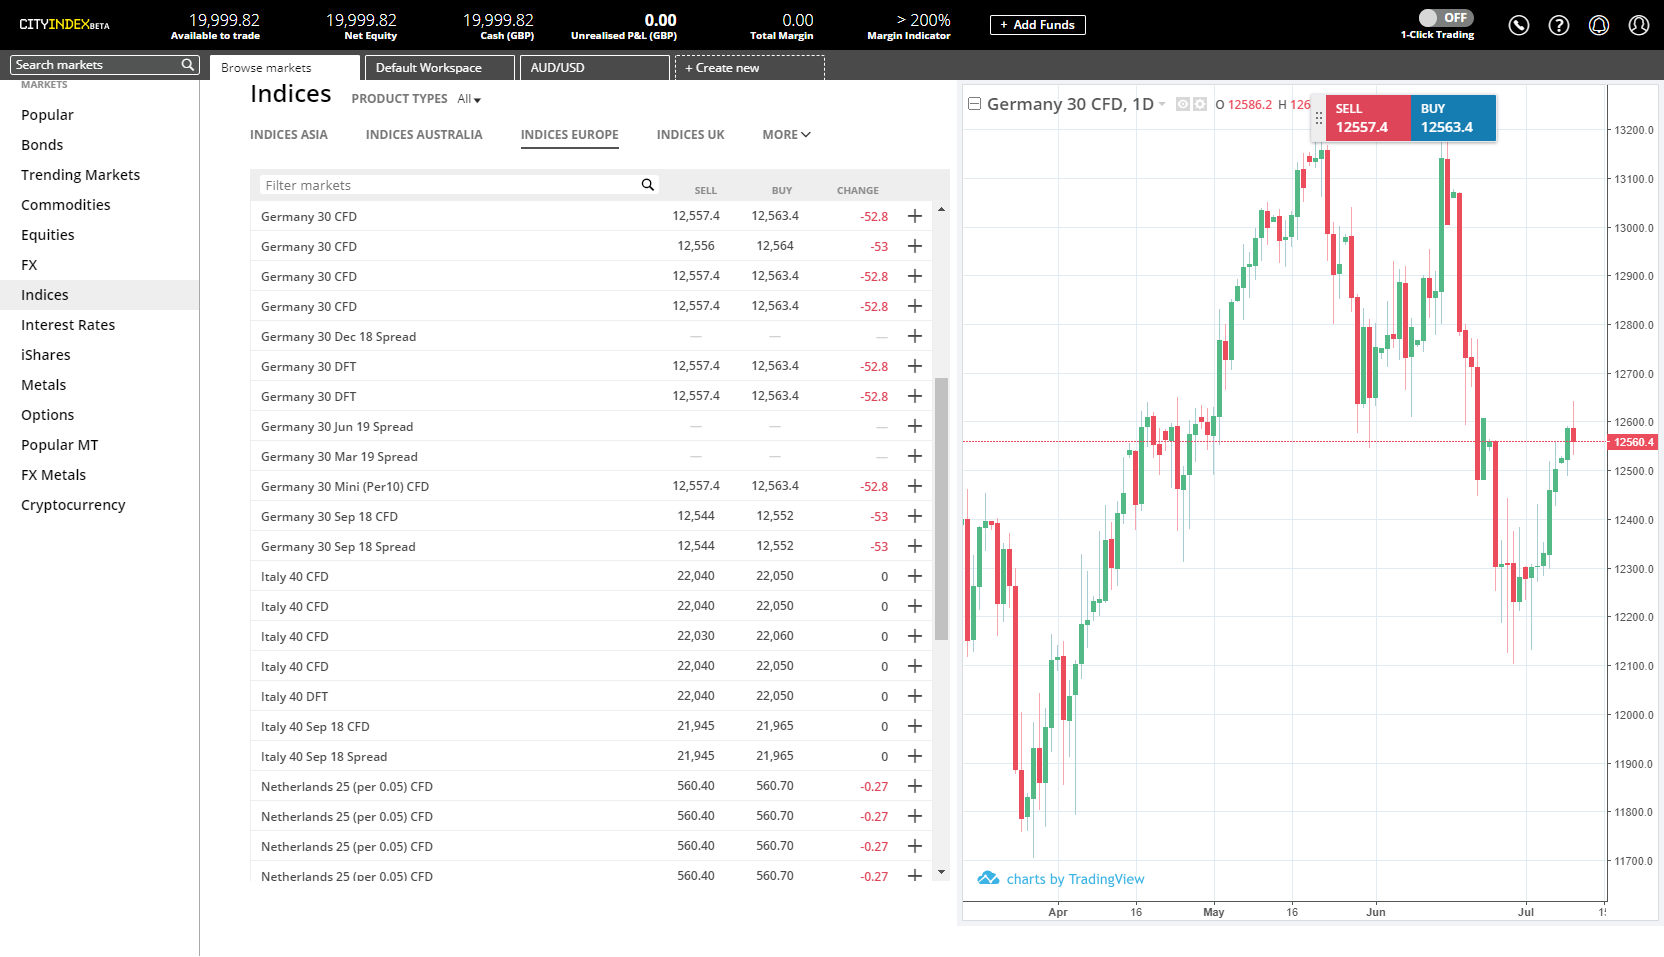 CITYINDEXBETA
19,999.82
Available to trade
19,999.82
Net Equity
19,999.82
Cash (GBP)
0.00
Unrealised P&L (GBP)
0.00
Total Margin
> 200%
Margin Indicator
+ Add Funds
OFF
1-Click Trading
Search markets
Browse markets
Default Workspace
AUD/USD
+ Create new
MARKETS
Popular
Bonds
Trending Markets
Commodities
Equities
FX
Indices
Interest Rates
iShares
Metals
Options
Popular MT
FX Metals
Cryptocurrency
Indices PRODUCT TYPES All
INDICES ASIA INDICES AUSTRALIA INDICES EUROPE INDICES UK MORE
Filter markets SELL BUY CHANGE
Germany 30 CFD 12,557.4 12,563.4 -52.8
Germany 30 CFD 12,556 12,564 -53
Germany 30 CFD 12,557.4 12,563.4 -52.8
Germany 30 CFD 12,557.4 12,563.4 -52.8
Germany 30 Dec 18 Spread — — —
Germany 30 DFT 12,557.4 12,563.4 -52.8
Germany 30 DFT 12,557.4 12,563.4 -52.8
Germany 30 Jun 19 Spread — — —
Germany 30 Mar 19 Spread — — —
Germany 30 Mini (Per10) CFD 12,557.4 12,563.4 -52.8
Germany 30 Sep 18 CFD 12,544 12,552 -53
Germany 30 Sep 18 Spread 12,544 12,552 -53
Italy 40 CFD 22,040 22,050 0
Italy 40 CFD 22,040 22,050 0
Italy 40 CFD 22,030 22,060 0
Italy 40 CFD 22,040 22,050 0
Italy 40 DFT 22,040 22,050 0
Italy 40 Sep 18 CFD 21,945 21,965 0
Italy 40 Sep 18 Spread 21,945 21,965 0
Netherlands 25 (per 0.05) CFD 560.40 560.70 -0.27
Netherlands 25 (per 0.05) CFD 560.40 560.70 -0.27
Netherlands 25 (per 0.05) CFD 560.40 560.70 -0.27
Netherlands 25 (per 0.05) CFD 560.40 560.70 -0.27
Germany 30 CFD, 1D O 12586.2 H 126
SELL
12557.4
BUY
12563.4
13200.0
13100.0
13000.0
12900.0
12800.0
12700.0
12600.0
12560.4
12500.0
12400.0
12300.0
12200.0
12100.0
12000.0
11900.0
11800.0
11700.0
charts by TradingView
Apr 16 May 16 Jun Jul 15